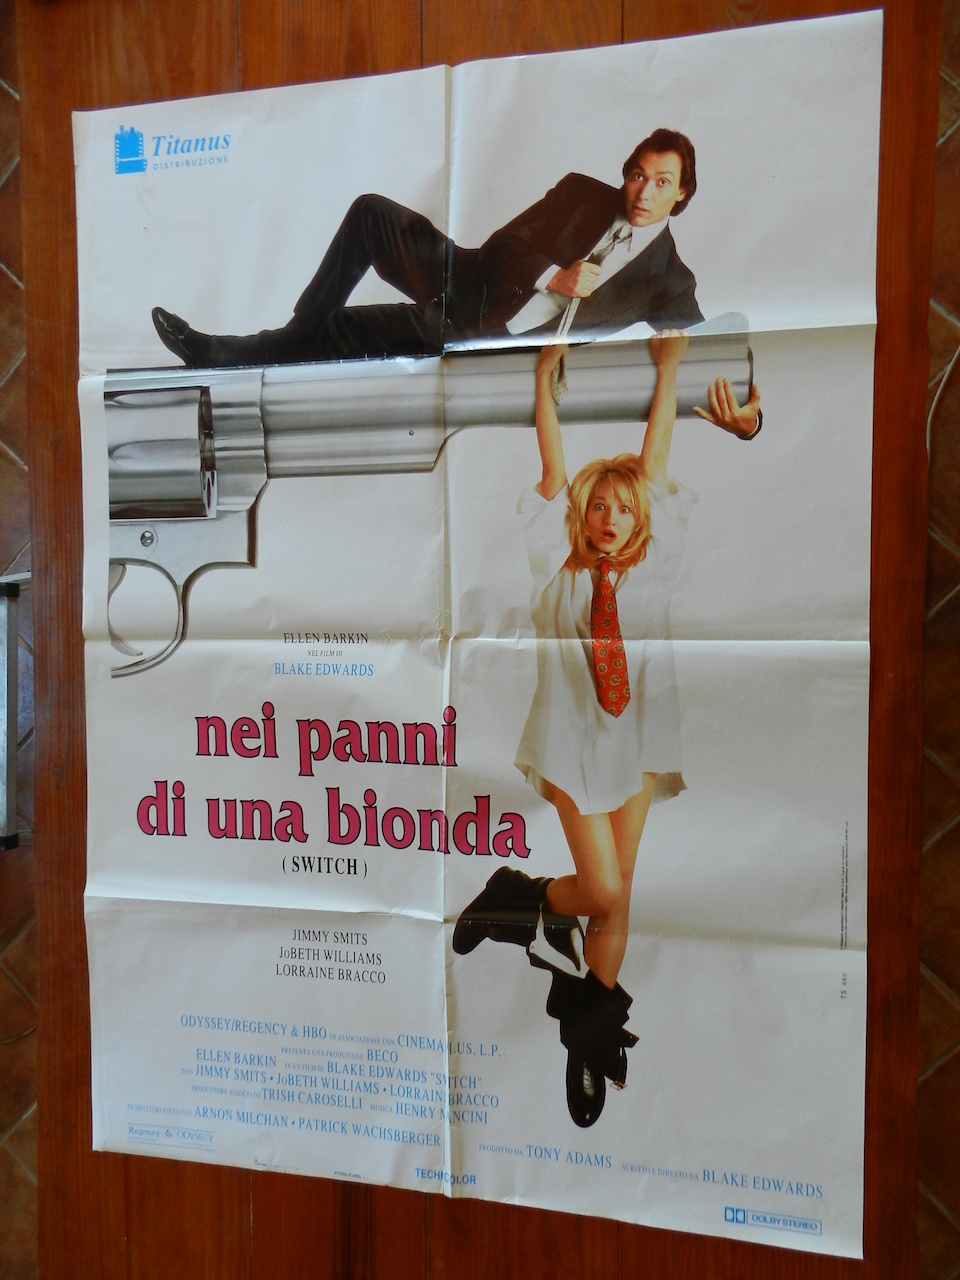 Titanus
DISTRIBUZIONE
ELLEN BARKIN
NEL FILM DI
BLAKE EDWARDS
nei panni
di una bionda
( SWITCH )
JIMMY SMITS
JoBETH WILLIAMS
LORRAINE BRACCO
ODYSSEY/REGENCY & HBO IN ASSOCIAZIONE CON CINEMAPLUS, L.P.
PRESENTA UNA PRODUZIONE BECO
ELLEN BARKIN IN UN FILM DI BLAKE EDWARDS "SWITCH"
CON JIMMY SMITS • JoBETH WILLIAMS • LORRAINE BRACCO
PRODUTTORE ASSOCIATO TRISH CAROSELLI MUSICA HENRY MANCINI
PRODUTTORI ESECUTIVI ARNON MILCHAN • PATRICK WACHSBERGER
PRODOTTO DA TONY ADAMS SCRITTO E DIRETTO DA BLAKE EDWARDS
Regency & ODYSSEY
TECHNICOLOR
DOLBY STEREO